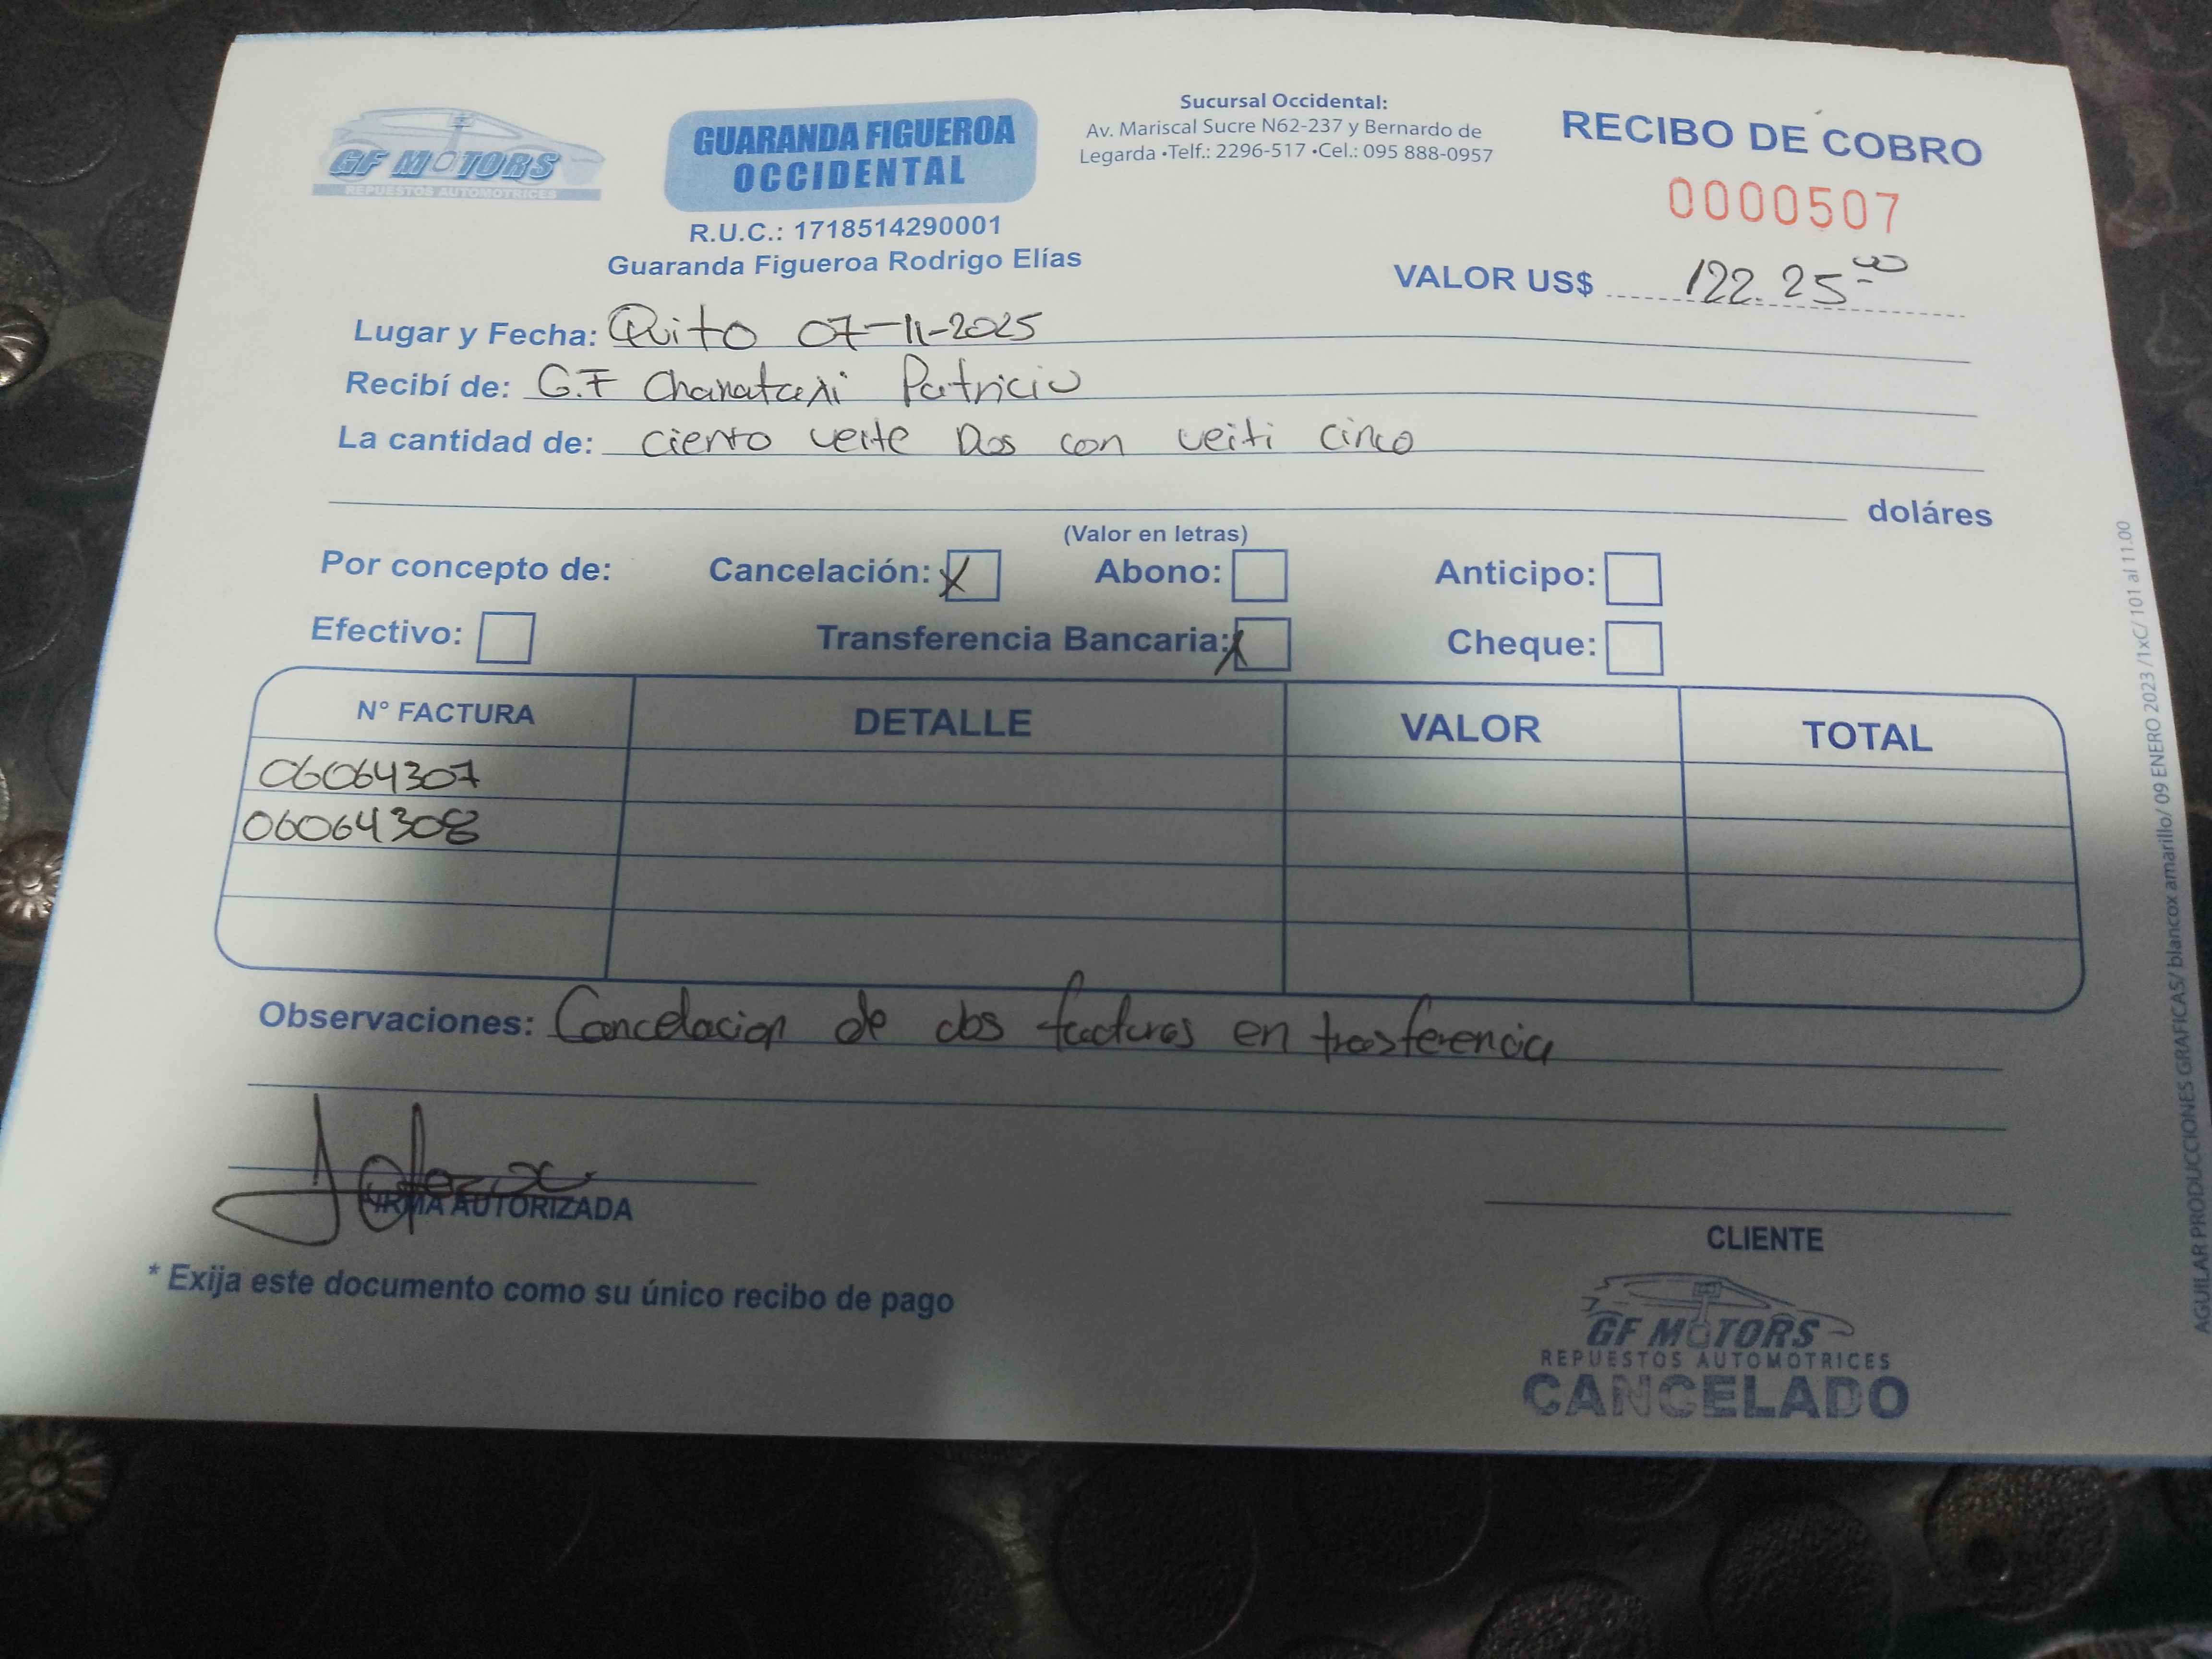 GF MOTORS
REPUESTOS AUTOMOTRICES
GUARANDA FIGUEROA
OCCIDENTAL
R.U.C.: 1718514290001
Guaranda Figueroa Rodrigo Elías
Sucursal Occidental:
Av. Mariscal Sucre N62-237 y Bernardo de
Legarda •Telf.: 2296-517 •Cel.: 095 888-0957
RECIBO DE COBRO
0000507
VALOR US$ 122.25 00
Lugar y Fecha: Quito 07-11-2025
Recibí de: G.F Chanataxi Patricio
La cantidad de: ciento veite Dos con veiti cinco
doláres
(Valor en letras)
Por concepto de: Cancelación: X Abono: Anticipo:
Efectivo: Transferencia Bancaria: X Cheque:
N° FACTURA DETALLE VALOR TOTAL
06064307
06064308
Observaciones: Cancelacion de dos facturas en trasferencia
FIRMA AUTORIZADA
CLIENTE
* Exija este documento como su único recibo de pago
GF MOTORS
REPUESTOS AUTOMOTRICES
CANCELADO
AGUILAR PRODUCCIONES GRAFICAS/ blancox amarillo/ 09 ENERO 2023 /1xC/ 101 al 11.00